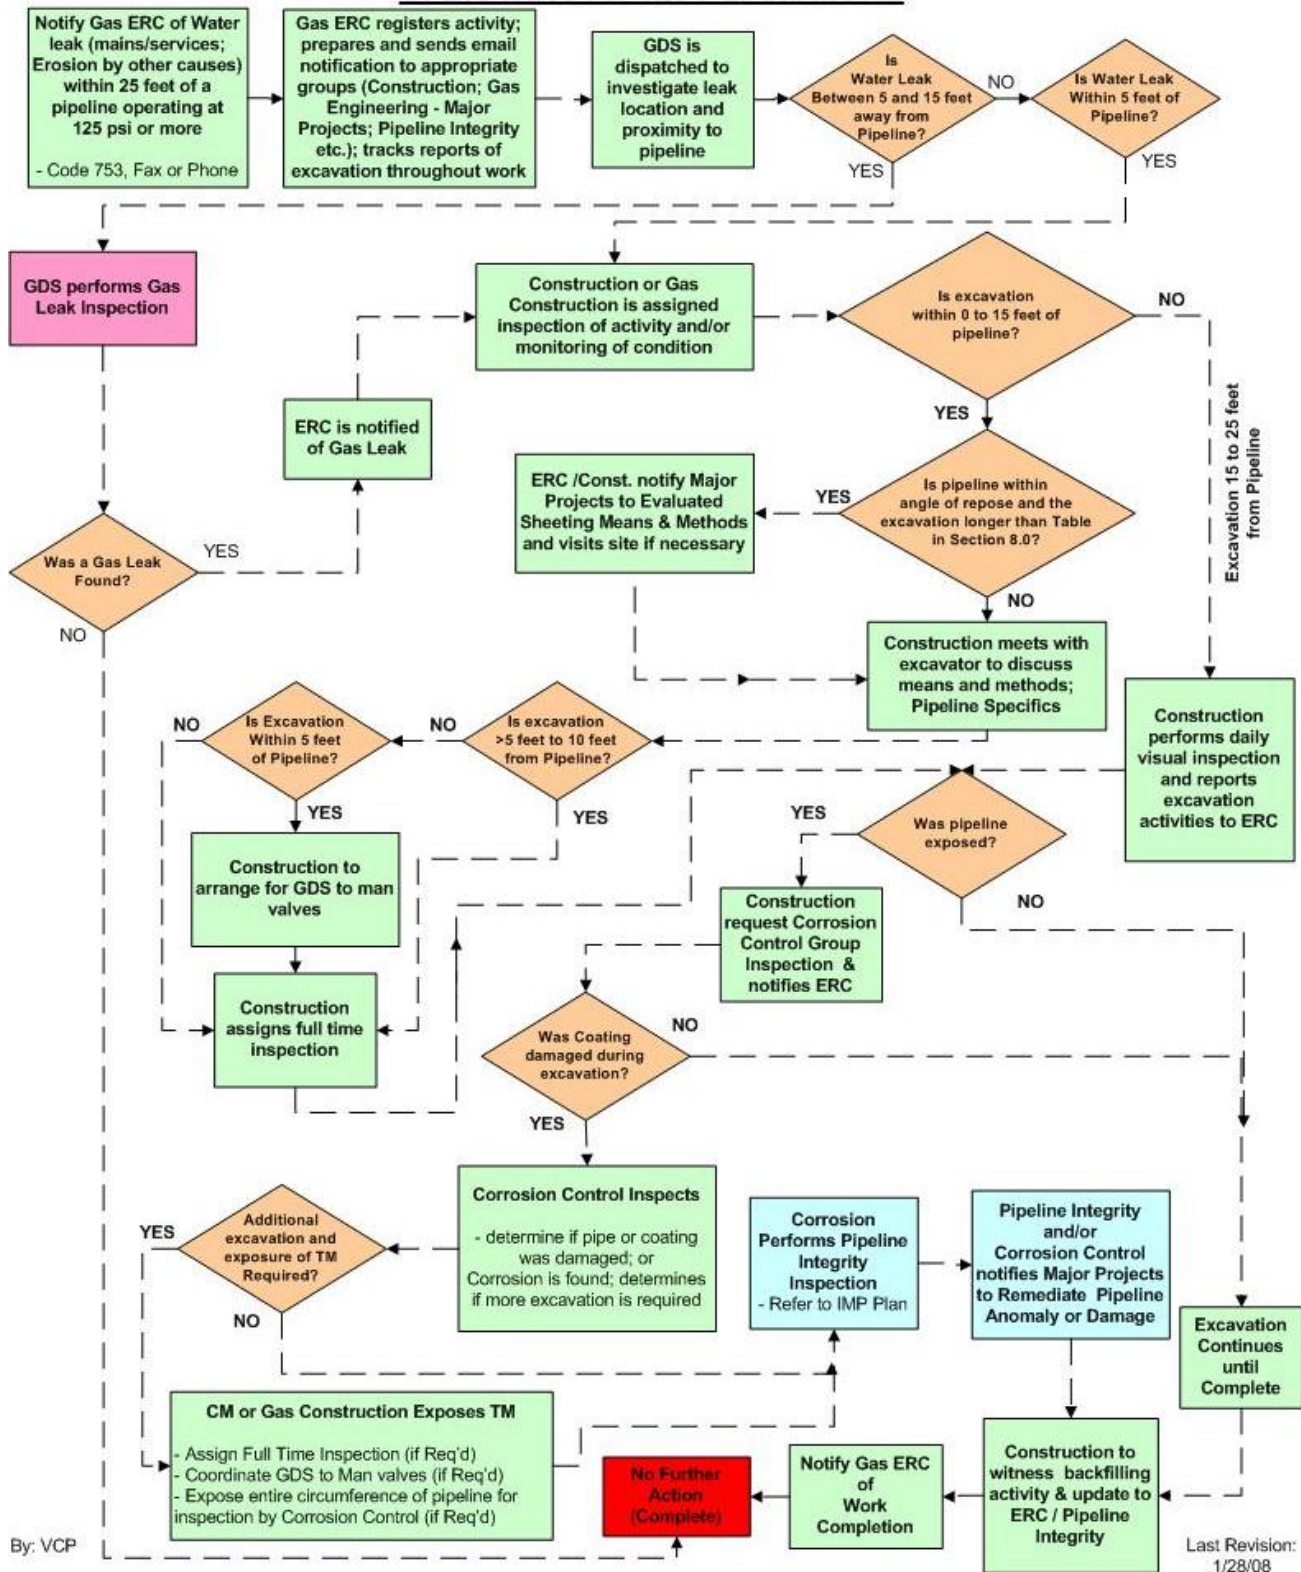 Notify Gas ERC of Water
leak (mains/services;
Erosion by other causes)
within 25 feet of a
pipeline operating at
125 psi or more
- Code 753, Fax or Phone
Gas ERC registers activity;
prepares and sends email
notification to appropriate
groups (Construction; Gas
Engineering - Major
Projects; Pipeline Integrity
etc.); tracks reports of
excavation throughout work
GDS is
dispatched to
investigate leak
location and
proximity to
pipeline
Is
Water Leak
Between 5 and 15 feet
away from
Pipeline?
NO
YES
Is Water Leak
Within 5 feet of
Pipeline?
YES
GDS performs Gas
Leak Inspection
Construction or Gas
Construction is assigned
inspection of activity and/or
monitoring of condition
Is excavation
within 0 to 15 feet of
pipeline?
NO
YES
Excavation 15 to 25 feet
from Pipeline
ERC is notified
of Gas Leak
ERC /Const. notify Major
Projects to Evaluated
Sheeting Means & Methods
and visits site if necessary
YES
Is pipeline within
angle of repose and the
excavation longer than Table
in Section 8.0?
NO
Was a Gas Leak
Found?
YES
NO
Construction meets with
excavator to discuss
means and methods;
Pipeline Specifics
Construction
performs daily
visual inspection
and reports
excavation
activities to ERC
NO
Is Excavation
Within 5 feet
of Pipeline?
YES
NO
Is excavation
>5 feet to 10 feet
from Pipeline?
YES
Was pipeline
exposed?
YES
NO
Construction to
arrange for GDS to man
valves
Construction
request Corrosion
Control Group
Inspection &
notifies ERC
Construction
assigns full time
inspection
Was Coating
damaged during
excavation?
NO
YES
Corrosion Control Inspects
- determine if pipe or coating
was damaged; or
Corrosion is found; determines
if more excavation is required
YES
Additional
excavation and
exposure of TM
Required?
NO
Corrosion
Performs Pipeline
Integrity
Inspection
- Refer to IMP Plan
Pipeline Integrity
and/or
Corrosion Control
notifies Major Projects
to Remediate Pipeline
Anomaly or Damage
Excavation
Continues
until
Complete
CM or Gas Construction Exposes TM
- Assign Full Time Inspection (if Req'd)
- Coordinate GDS to Man valves (if Req'd)
- Expose entire circumference of pipeline for
inspection by Corrosion Control (if Req'd)
No Further
Action
(Complete)
Notify Gas ERC
of
Work
Completion
Construction to
witness backfilling
activity & update to
ERC / Pipeline
Integrity
By: VCP
Last Revision:
1/28/08